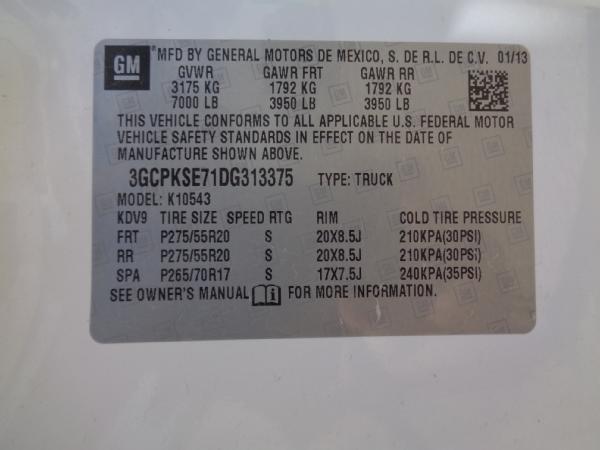 GM
MFD BY GENERAL MOTORS DE MEXICO, S. DE R.L. DE C.V. 01/13
GVWR GAWR FRT GAWR RR
3175 KG 1792 KG 1792 KG
7000 LB 3950 LB 3950 LB
THIS VEHICLE CONFORMS TO ALL APPLICABLE U.S. FEDERAL MOTOR
VEHICLE SAFETY STANDARDS IN EFFECT ON THE DATE OF
MANUFACTURE SHOWN ABOVE.
3GCPKSE71DG313375 TYPE: TRUCK
MODEL: K10543
KDV9 TIRE SIZE SPEED RTG RIM COLD TIRE PRESSURE
FRT P275/55R20 S 20X8.5J 210KPA(30PSI)
RR P275/55R20 S 20X8.5J 210KPA(30PSI)
SPA P265/70R17 S 17X7.5J 240KPA(35PSI)
SEE OWNER'S MANUAL FOR MORE INFORMATION.